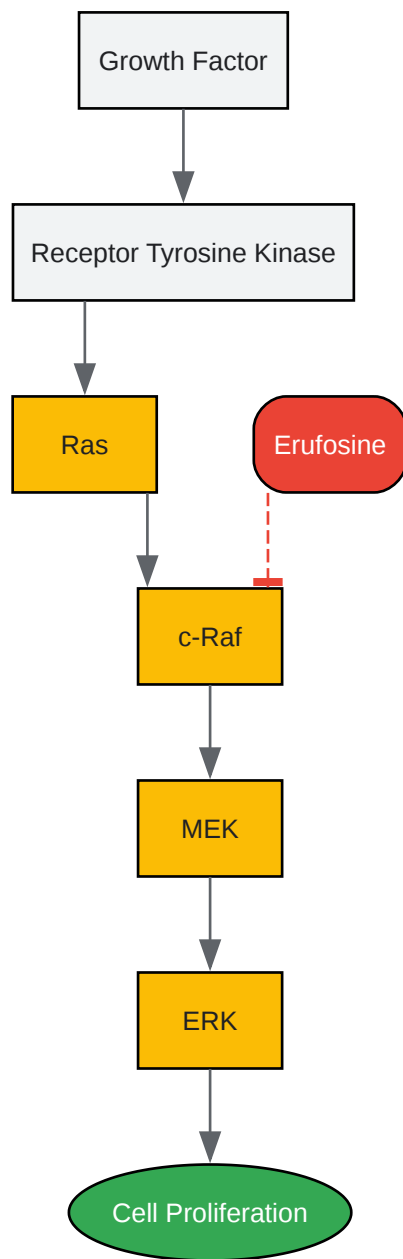 Growth Factor
Receptor Tyrosine Kinase
Ras
Erufosine
c-Raf
MEK
ERK
Cell Proliferation